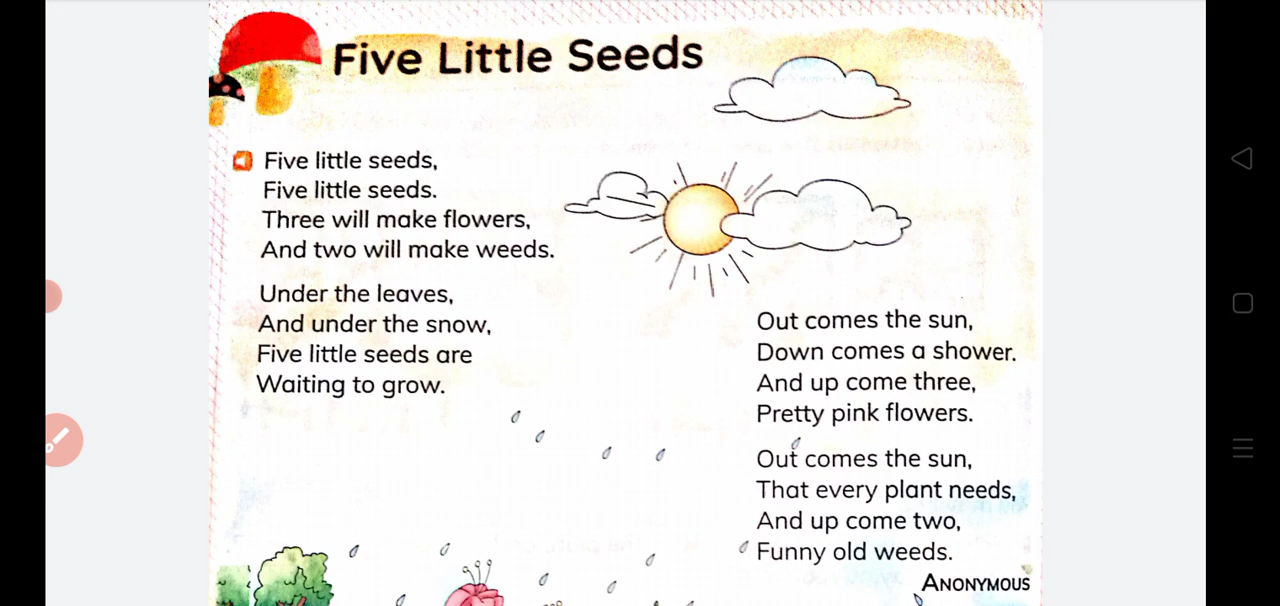 Five Little Seeds
Five little seeds,
Five little seeds.
Three will make flowers,
And two will make weeds.
Under the leaves,
And under the snow,
Five little seeds are
Waiting to grow.
Out comes the sun,
Down comes a shower.
And up come three,
Pretty pink flowers.
Out comes the sun,
That every plant needs,
And up come two,
Funny old weeds.
ANONYMOUS